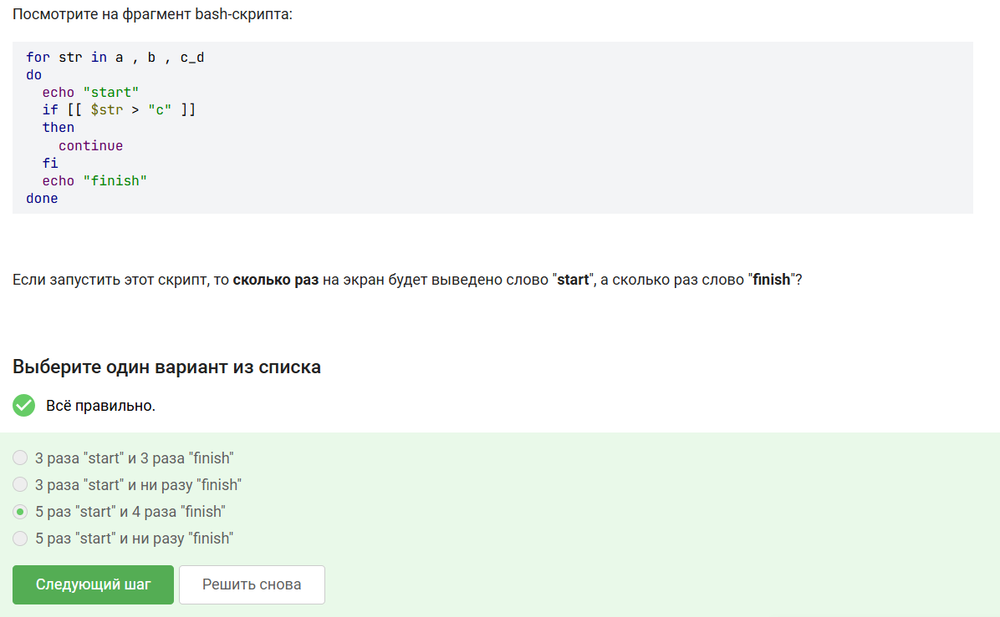 Посмотрите на фрагмент bash-скрипта:
for str in a , b , c_d
do
  echo "start"
  if [[ $str > "c" ]]
  then
    continue
  fi
  echo "finish"
done
Если запустить этот скрипт, то сколько раз на экран будет выведено слово "start", а сколько раз слово "finish"?
Выберите один вариант из списка
Всё правильно.
3 раза "start" и 3 раза "finish"
3 раза "start" и ни разу "finish"
5 раз "start" и 4 раза "finish"
5 раз "start" и ни разу "finish"
Следующий шаг
Решить снова